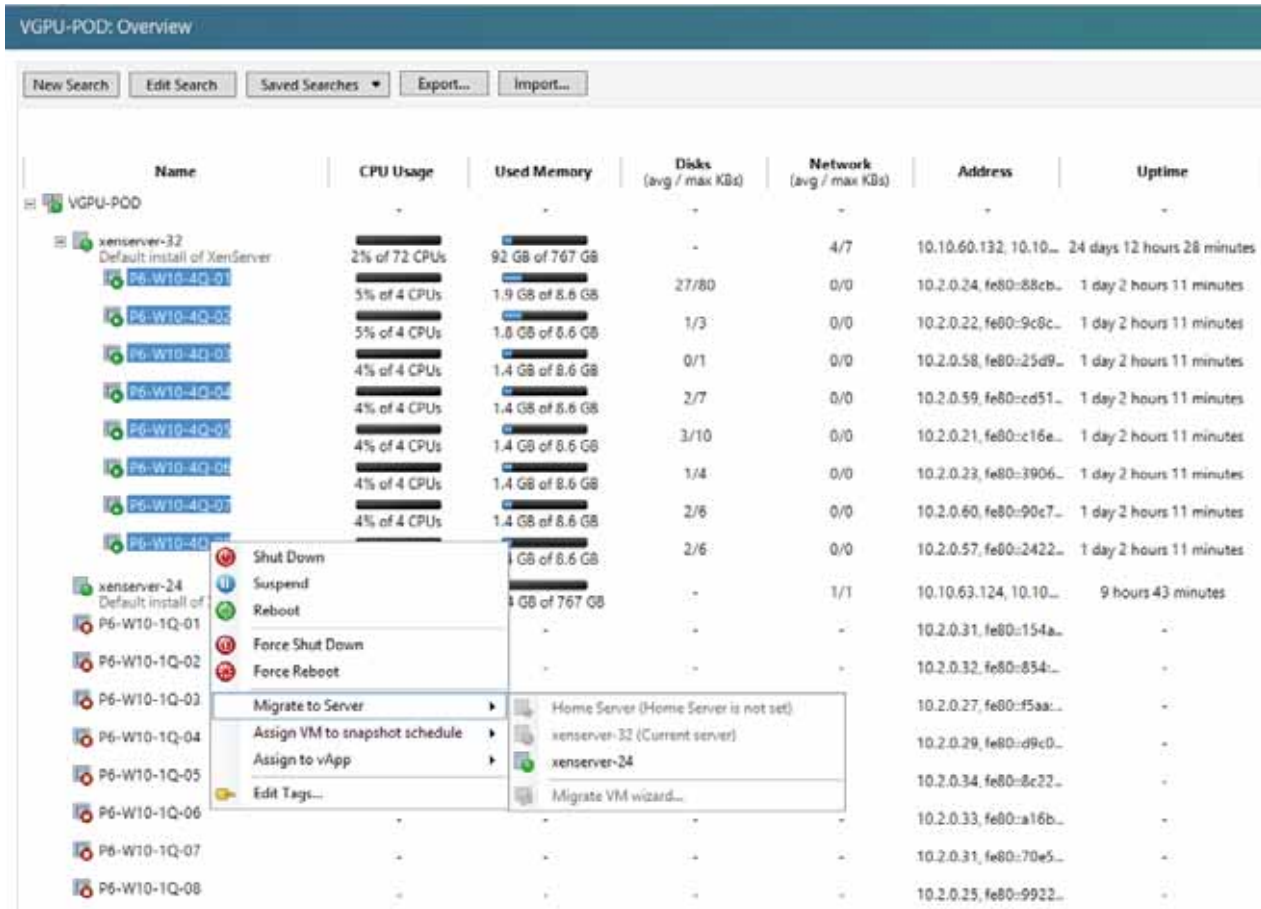 VGPU-POD: Overview
New Search Edit Search Saved Searches Export... Import...
Name CPU Usage Used Memory Disks (avg / max KBs) Network (avg / max KBs) Address Uptime
VGPU-POD - - - - - -
xenserver-32
Default install of XenServer 2% of 72 CPUs 92 GB of 767 GB - 4/7 10.10.60.132, 10.10... 24 days 12 hours 28 minutes
P6-W10-4Q-01 5% of 4 CPUs 1.9 GB of 8.6 GB 27/80 0/0 10.2.0.24, fe80::88cb... 1 day 2 hours 11 minutes
P6-W10-4Q-02 5% of 4 CPUs 1.8 GB of 8.6 GB 1/3 0/0 10.2.0.22, fe80::9c8c... 1 day 2 hours 11 minutes
P6-W10-4Q-03 4% of 4 CPUs 1.4 GB of 8.6 GB 0/1 0/0 10.2.0.58, fe80::25d9... 1 day 2 hours 11 minutes
P6-W10-4Q-04 4% of 4 CPUs 1.4 GB of 8.6 GB 2/7 0/0 10.2.0.59, fe80::cd51... 1 day 2 hours 11 minutes
P6-W10-4Q-05 4% of 4 CPUs 1.4 GB of 8.6 GB 3/10 0/0 10.2.0.21, fe80::c16e... 1 day 2 hours 11 minutes
P6-W10-4Q-06 4% of 4 CPUs 1.4 GB of 8.6 GB 1/4 0/0 10.2.0.23, fe80::3906... 1 day 2 hours 11 minutes
P6-W10-4Q-07 4% of 4 CPUs 1.4 GB of 8.6 GB 2/6 0/0 10.2.0.60, fe80::90c7... 1 day 2 hours 11 minutes
P6-W10-4Q- 4 GB of 8.6 GB 2/6 0/0 10.2.0.57, fe80::2422... 1 day 2 hours 11 minutes
xenserver-24
Default install of 4 GB of 767 GB - 1/1 10.10.63.124, 10.10... 9 hours 43 minutes
P6-W10-1Q-01 - - - 10.2.0.31, fe80::154a... -
P6-W10-1Q-02 - - - 10.2.0.32, fe80::854:... -
P6-W10-1Q-03 10.2.0.27, fe80::f5aa:... -
P6-W10-1Q-04 10.2.0.29, fe80::d9c0... -
P6-W10-1Q-05 10.2.0.34, fe80::8c22... -
P6-W10-1Q-06 - - - - 10.2.0.33, fe80::a16b... -
P6-W10-1Q-07 - - - - 10.2.0.31, fe80::70e5... -
P6-W10-1Q-08 - - - - 10.2.0.25, fe80::9922... -
Shut Down
Suspend
Reboot
Force Shut Down
Force Reboot
Migrate to Server
Assign VM to snapshot schedule
Assign to vApp
Edit Tags...
Home Server (Home Server is not set)
xenserver-32 (Current server)
xenserver-24
Migrate VM wizard...